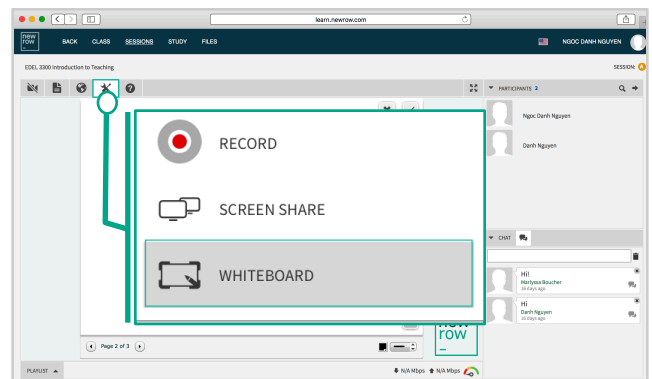 learn.newrow.com
new
row
BACK CLASS SESSIONS STUDY FILES
NGOC DANH NGUYEN
EDEL 3300 Introduction to Teaching
SESSION:
PARTICIPANTS 2
Ngoc Danh Nguyen
Danh Nguyen
RECORD
SCREEN SHARE
WHITEBOARD
CHAT
Hi!
Marlyssa Boucher
16 days ago
Hi
Danh Nguyen
16 days ago
row
Page 2 of 3
PLAYLIST
N/A Mbps N/A Mbps